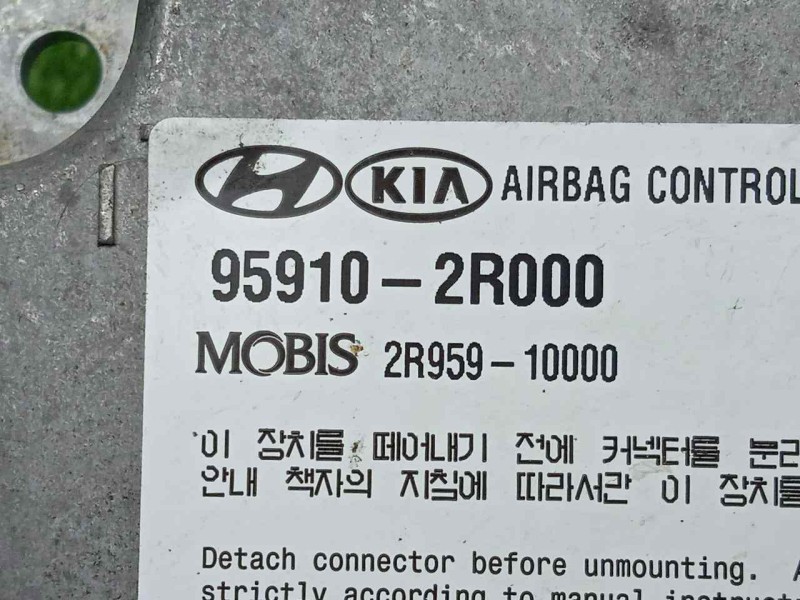 KIA AIRBAG CONTROL
95910-2R000
MOBIS 2R959-10000
이 장치를 떼어내기 전에 커넥터를 분리
안내 책자의 지침에 따라서만 이 장치를
Detach connector before unmounting. A
strictly according to manual instruct